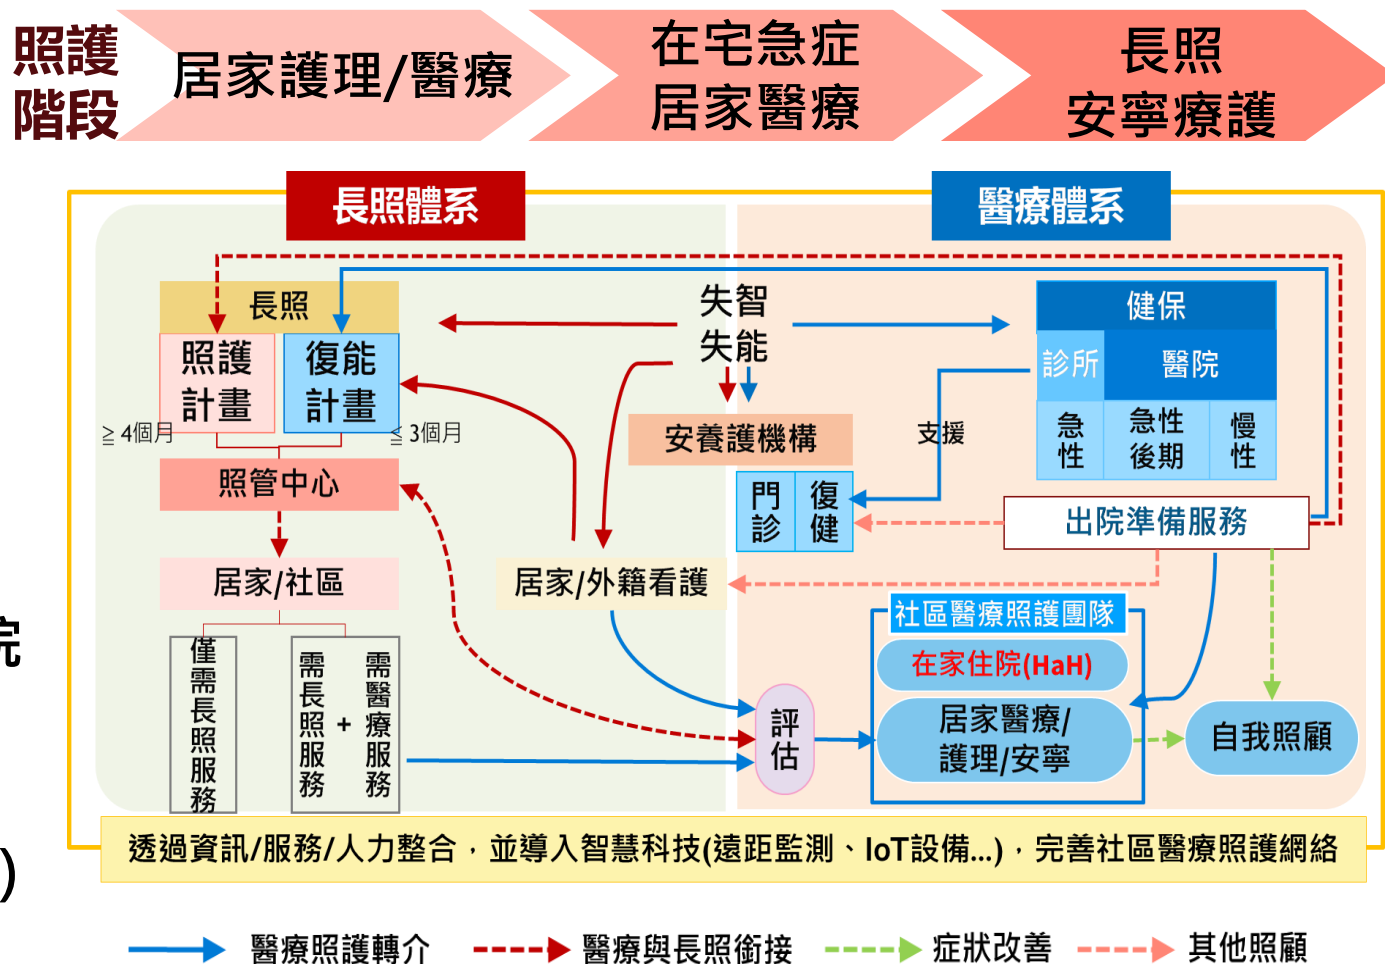 照護
階段
居家護理/醫療
在宅急症
居家醫療
長照
安寧療護
長照體系
醫療體系
長照
照護
計畫
復能
計畫
≧ 4個月
≦ 3個月
照管中心
居家/社區
僅需長照服務
需長照服務
+
需醫療服務
失智
失能
安養護機構
門診
復健
居家/外籍看護
支援
健保
診所
醫院
急性
急性
後期
慢性
出院準備服務
社區醫療照護團隊
在家住院(HaH)
居家醫療/
護理/安寧
評估
自我照顧
院
)
透過資訊/服務/人力整合，並導入智慧科技(遠距監測、IoT設備...)，完善社區醫療照護網絡
醫療照護轉介
醫療與長照銜接
症狀改善
其他照顧